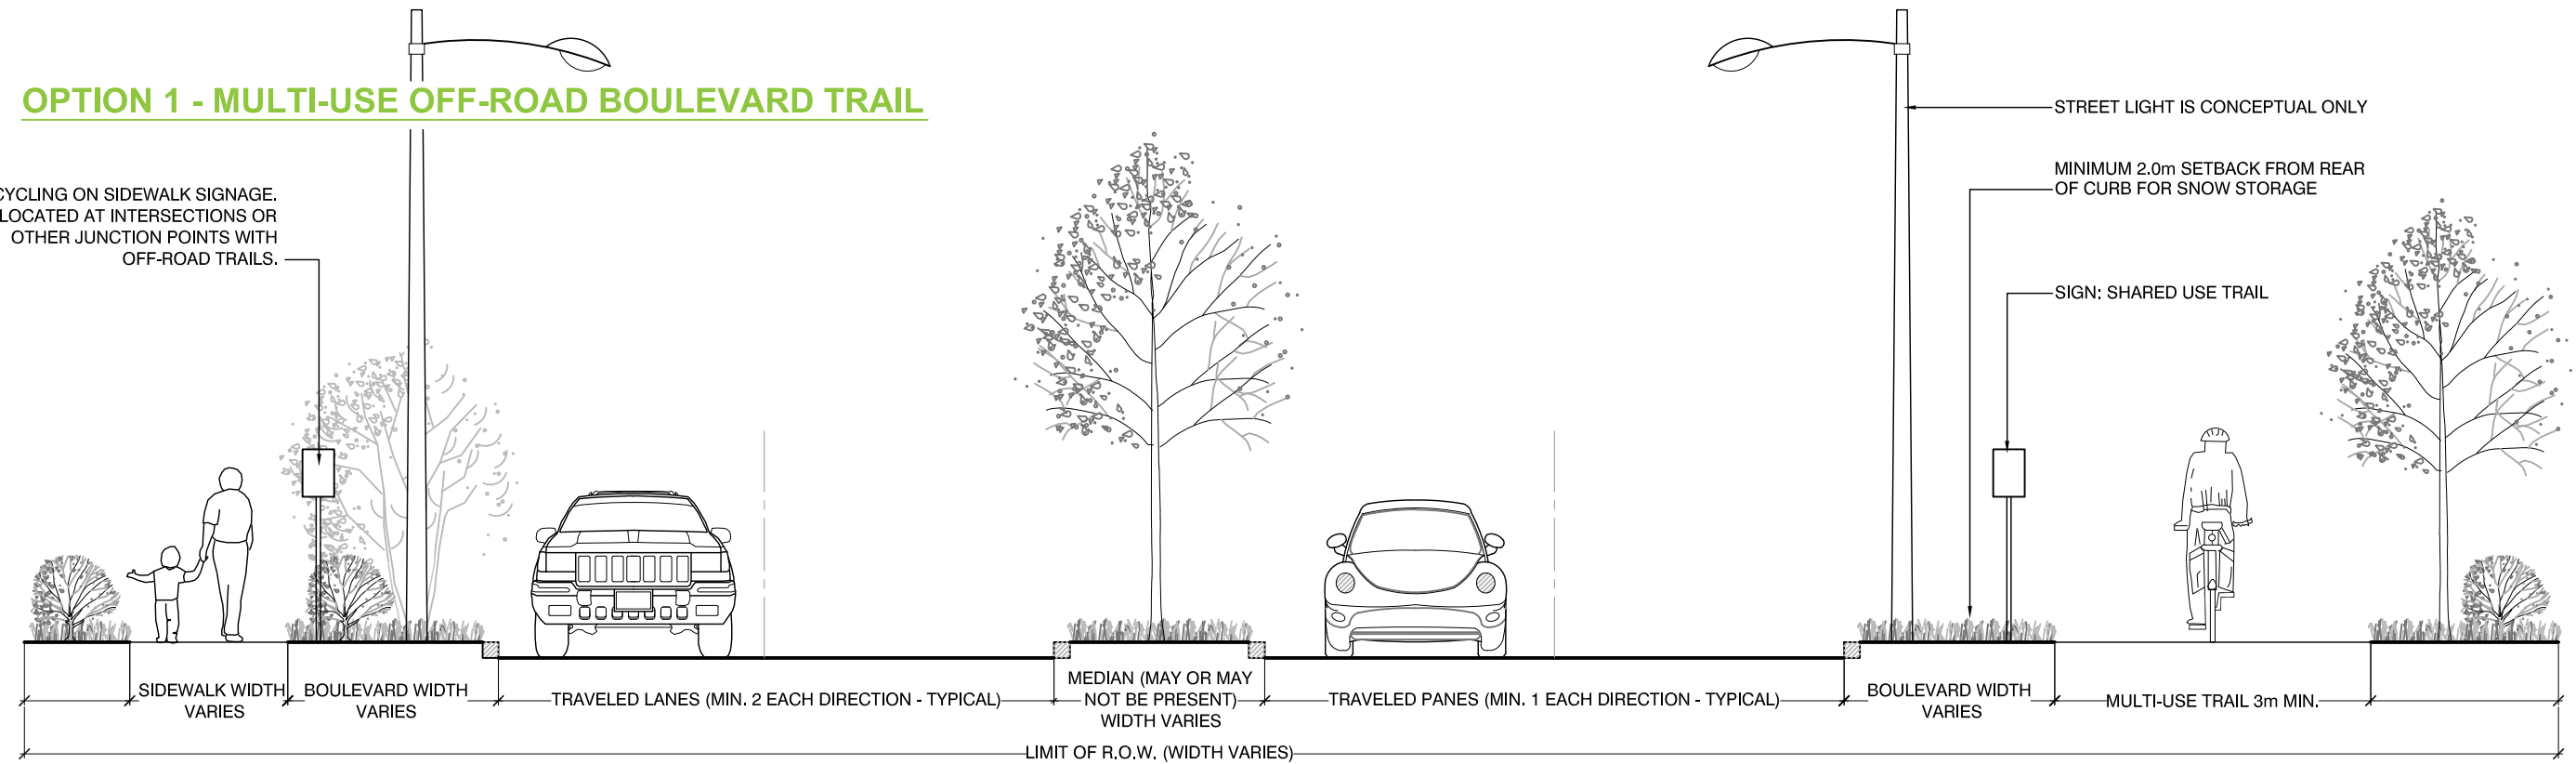 OPTION 1 - MULTI-USE OFF-ROAD BOULEVARD TRAIL
CYCLING ON SIDEWALK SIGNAGE.
LOCATED AT INTERSECTIONS OR
OTHER JUNCTION POINTS WITH
OFF-ROAD TRAILS.
STREET LIGHT IS CONCEPTUAL ONLY
MINIMUM 2.0m SETBACK FROM REAR
OF CURB FOR SNOW STORAGE
SIGN: SHARED USE TRAIL
SIDEWALK WIDTH
VARIES
BOULEVARD WIDTH
VARIES
TRAVELED LANES (MIN. 2 EACH DIRECTION - TYPICAL)
MEDIAN (MAY OR MAY
NOT BE PRESENT)
WIDTH VARIES
TRAVELED PANES (MIN. 1 EACH DIRECTION - TYPICAL)
BOULEVARD WIDTH
VARIES
MULTI-USE TRAIL 3m MIN.
LIMIT OF R.O.W. (WIDTH VARIES)